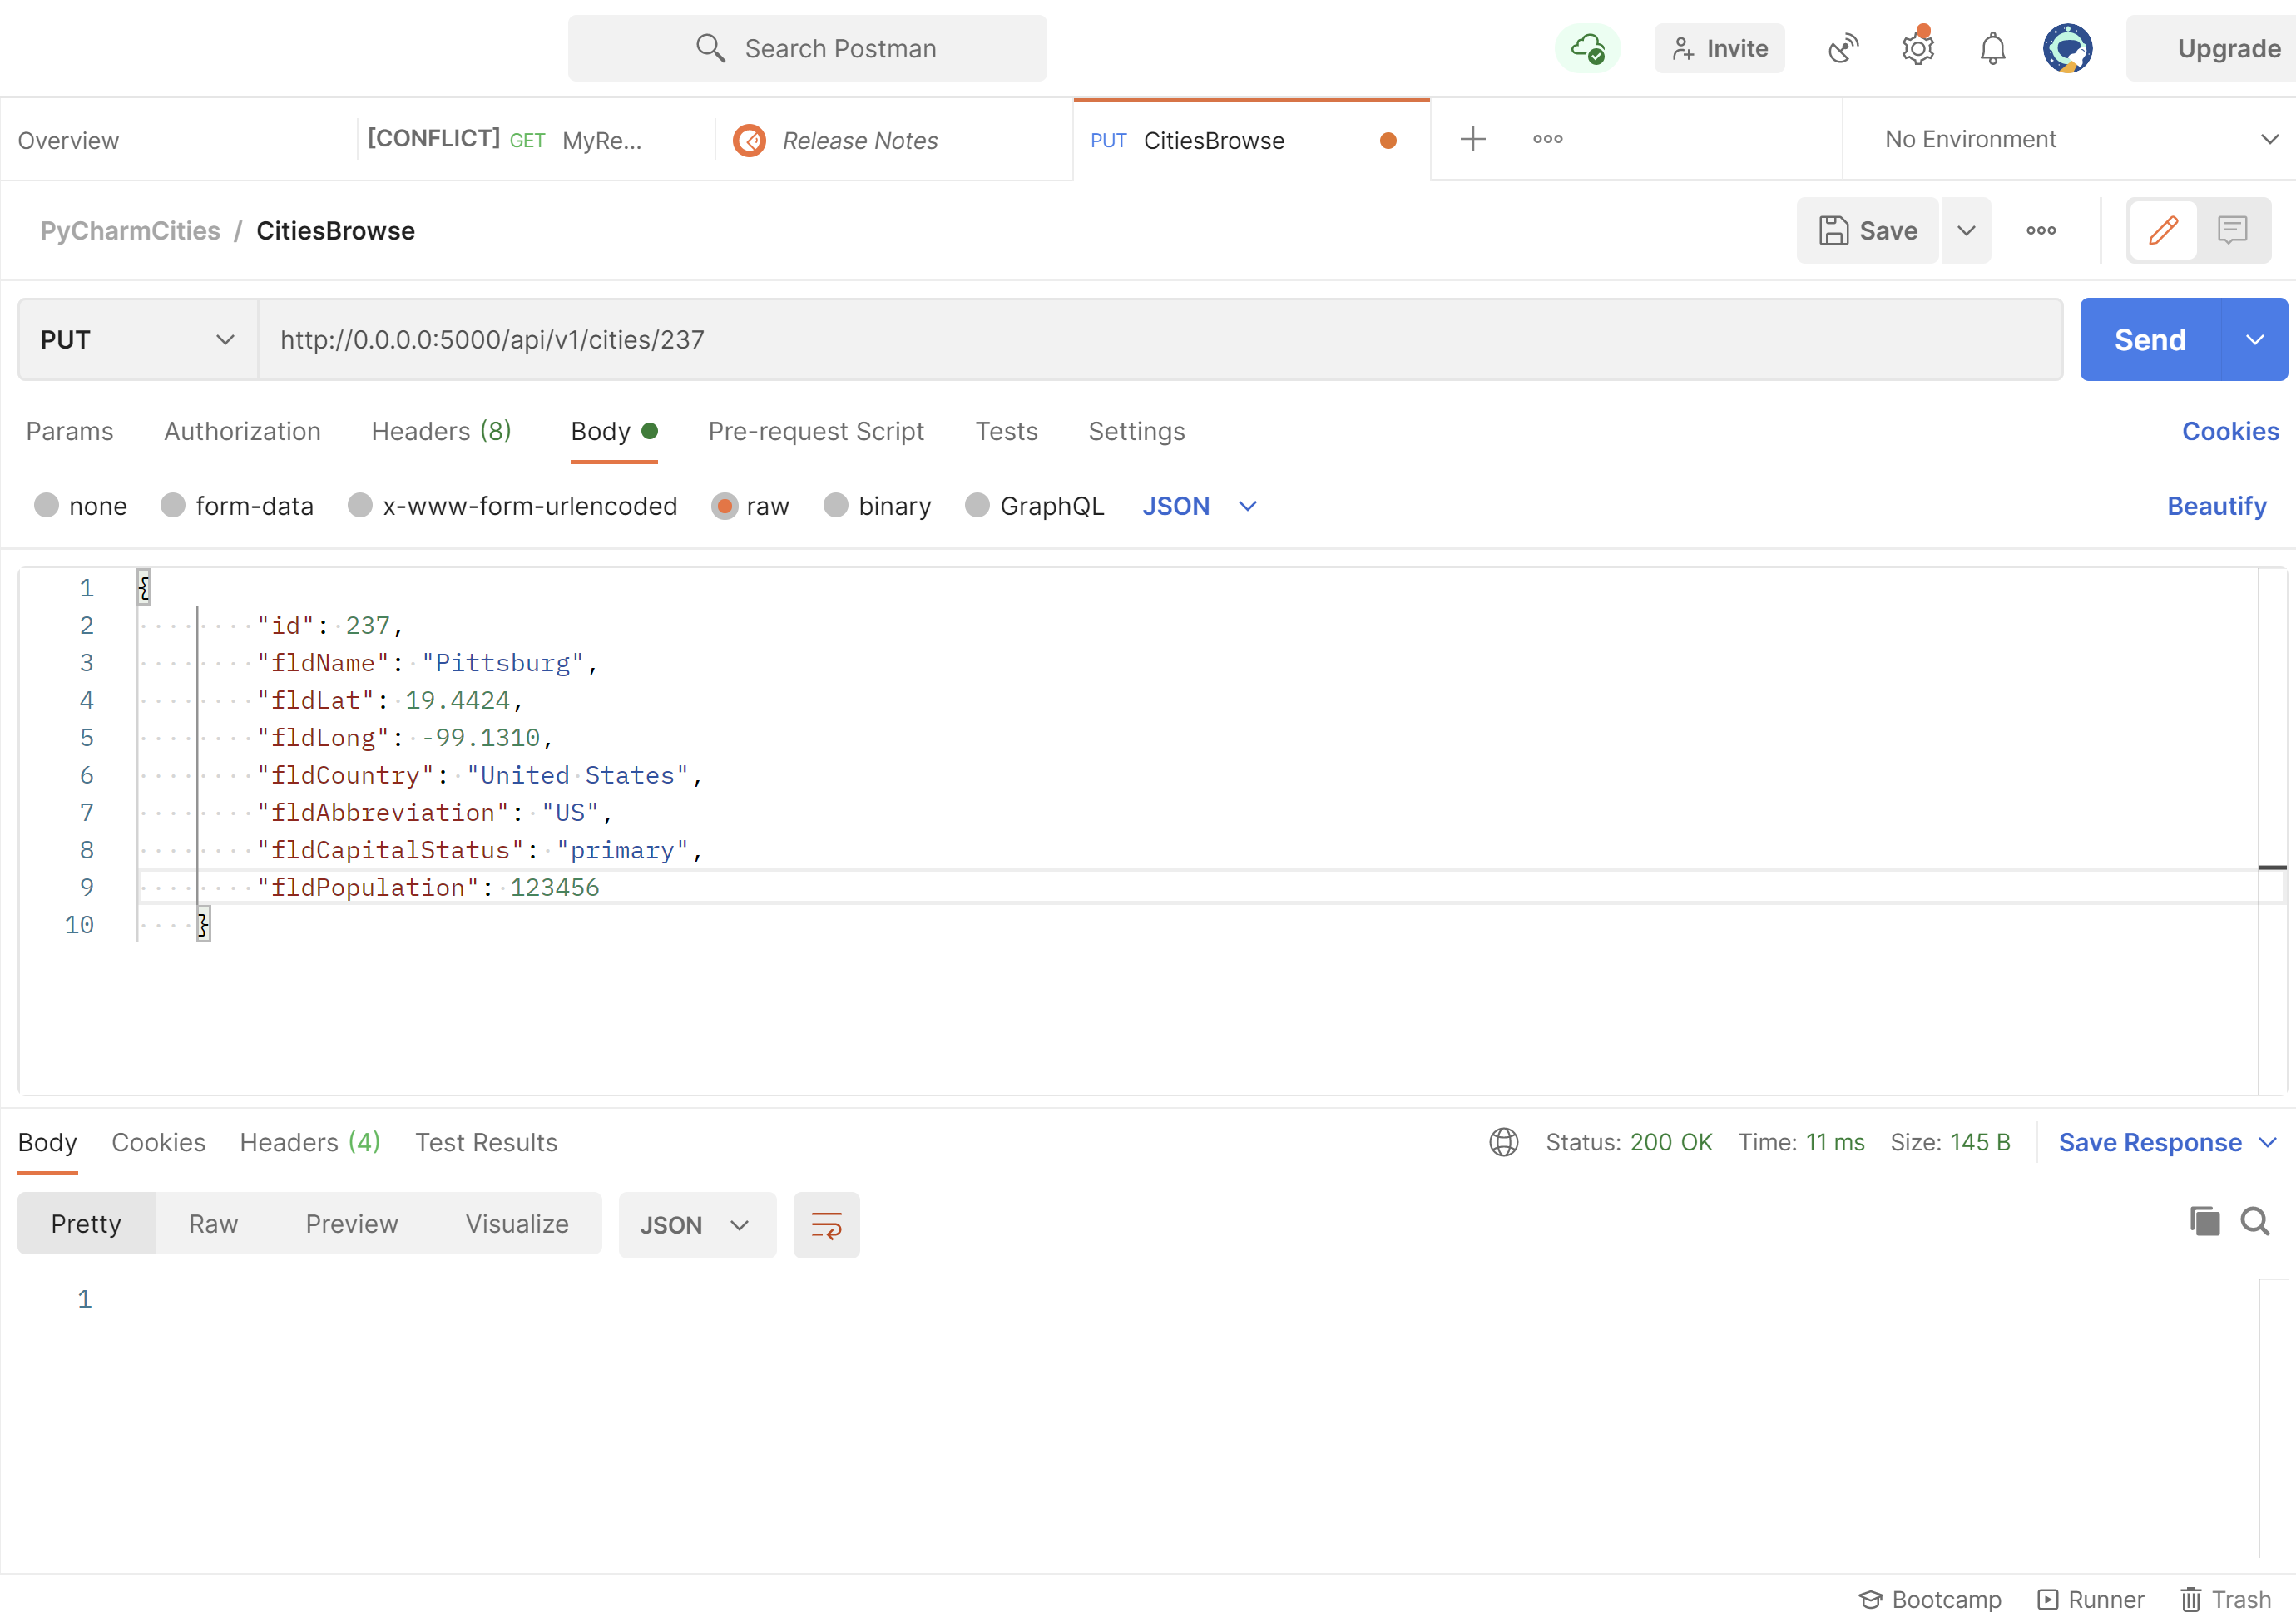 Search Postman
Invite
Upgrade
Overview
[CONFLICT] GET MyRe...
Release Notes
PUT CitiesBrowse
No Environment
PyCharmCities / CitiesBrowse
Save
PUT
http://0.0.0.0:5000/api/v1/cities/237
Send
Params Authorization Headers (8) Body Pre-request Script Tests Settings Cookies
none form-data x-www-form-urlencoded raw binary GraphQL JSON Beautify
1 {
2 "id": 237,
3 "fldName": "Pittsburg",
4 "fldLat": 19.4424,
5 "fldLong": -99.1310,
6 "fldCountry": "United States",
7 "fldAbbreviation": "US",
8 "fldCapitalStatus": "primary",
9 "fldPopulation": 123456
10 }
Body Cookies Headers (4) Test Results Status: 200 OK Time: 11 ms Size: 145 B Save Response
Pretty Raw Preview Visualize JSON
1
Bootcamp Runner Trash